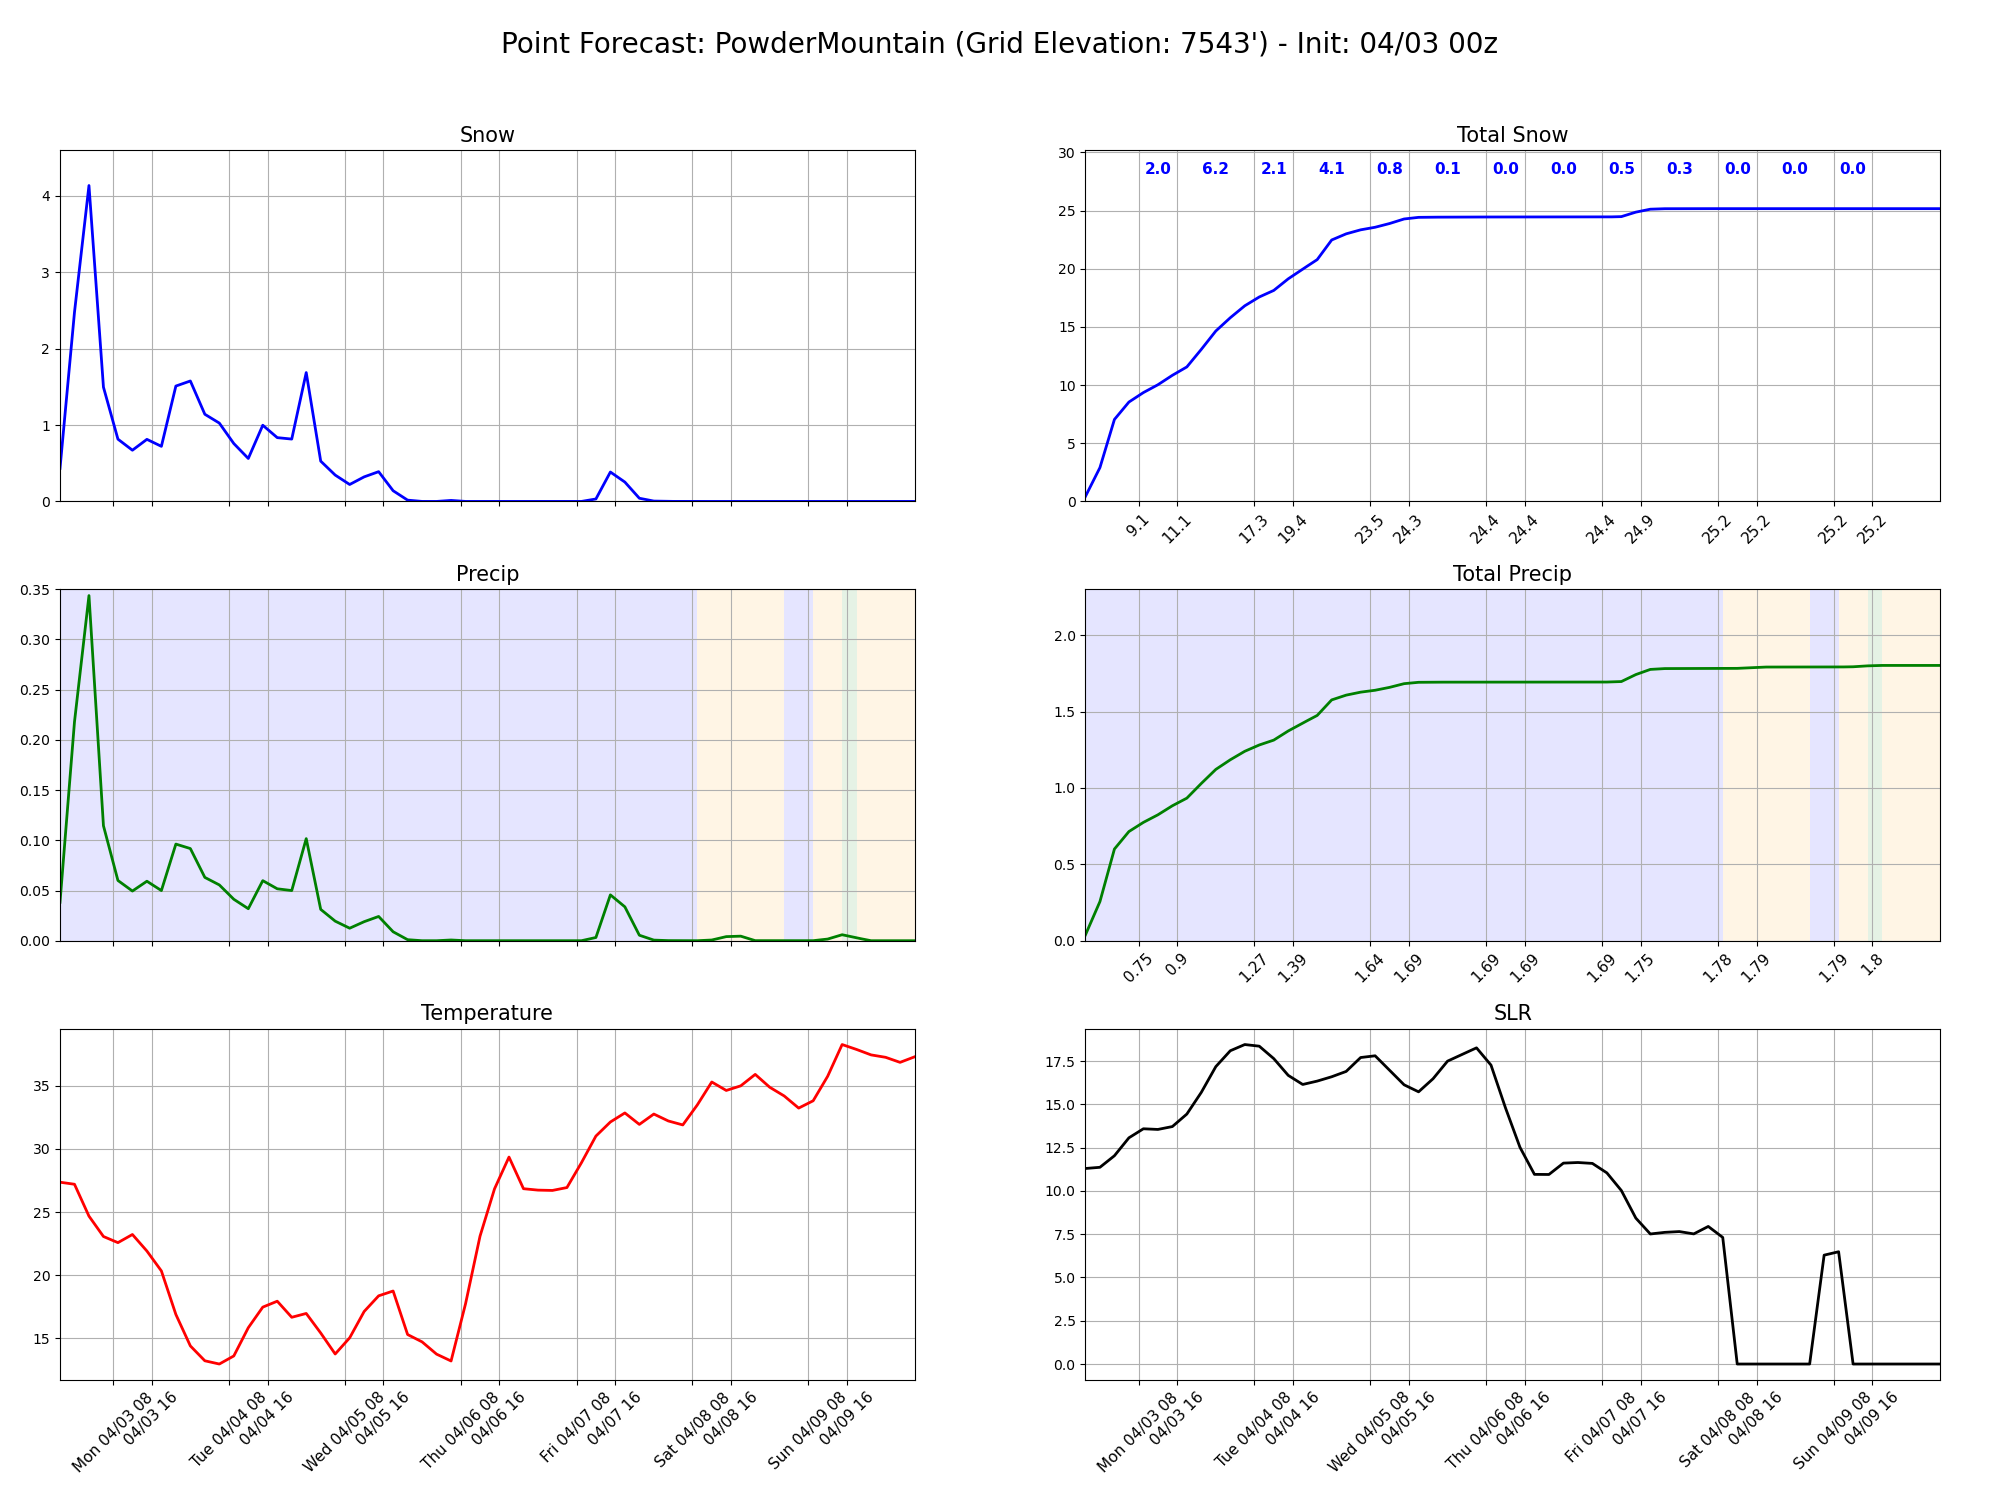 Point Forecast: PowderMountain (Grid Elevation: 7543') - Init: 04/03 00z
Snow
4
3
2
1
0
Total Snow
30
25
20
15
10
5
0
2.0 6.2 2.1 4.1 0.8 0.1 0.0 0.0 0.5 0.3 0.0 0.0 0.0
9.1 11.1 17.3 19.4 23.5 24.3 24.4 24.4 24.4 24.9 25.2 25.2 25.2 25.2
Precip
0.35
0.30
0.25
0.20
0.15
0.10
0.05
0.00
Total Precip
2.0
1.5
1.0
0.5
0.0
0.75 0.9 1.27 1.39 1.64 1.69 1.69 1.69 1.69 1.75 1.78 1.79 1.79 1.8
Temperature
35
30
25
20
15
Mon 04/03 08
04/03 16
Tue 04/04 08
04/04 16
Wed 04/05 08
04/05 16
Thu 04/06 08
04/06 16
Fri 04/07 08
04/07 16
Sat 04/08 08
04/08 16
Sun 04/09 08
04/09 16
SLR
17.5
15.0
12.5
10.0
7.5
5.0
2.5
0.0
Mon 04/03 08
04/03 16
Tue 04/04 08
04/04 16
Wed 04/05 08
04/05 16
Thu 04/06 08
04/06 16
Fri 04/07 08
04/07 16
Sat 04/08 08
04/08 16
Sun 04/09 08
04/09 16